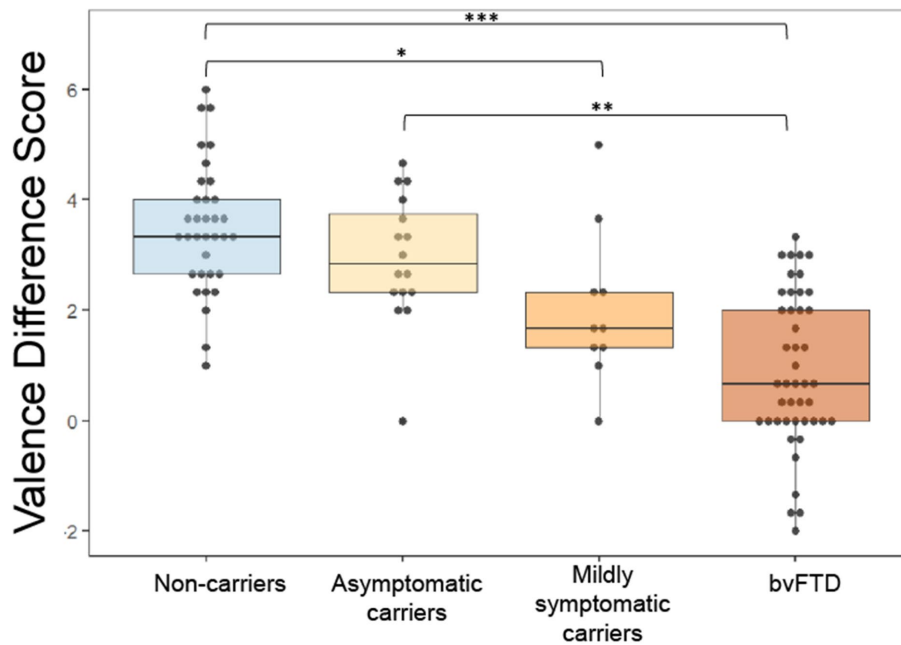 ***
*
**
Valence Difference Score
6
4
2
0
-2
Non-carriers
Asymptomatic
carriers
Mildly
symptomatic
carriers
bvFTD